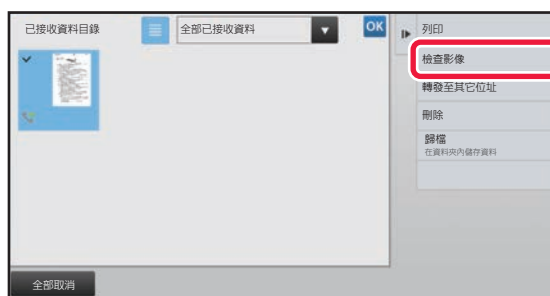 已接收資料目錄
全部已接收資料
OK
列印
檢查影像
轉發至其它位址
刪除
歸檔
在資料夾內儲存資料
全部取消